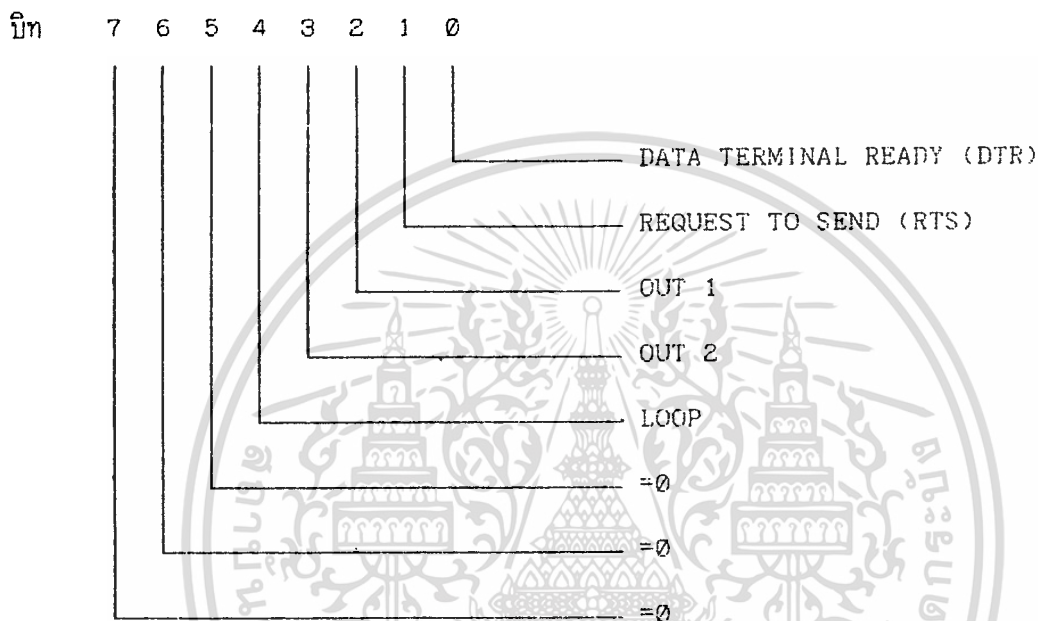 บิท 7 6 5 4 3 2 1 0
DATA TERMINAL READY (DTR)
REQUEST TO SEND (RTS)
OUT 1
OUT 2
LOOP
=0
=0
=0